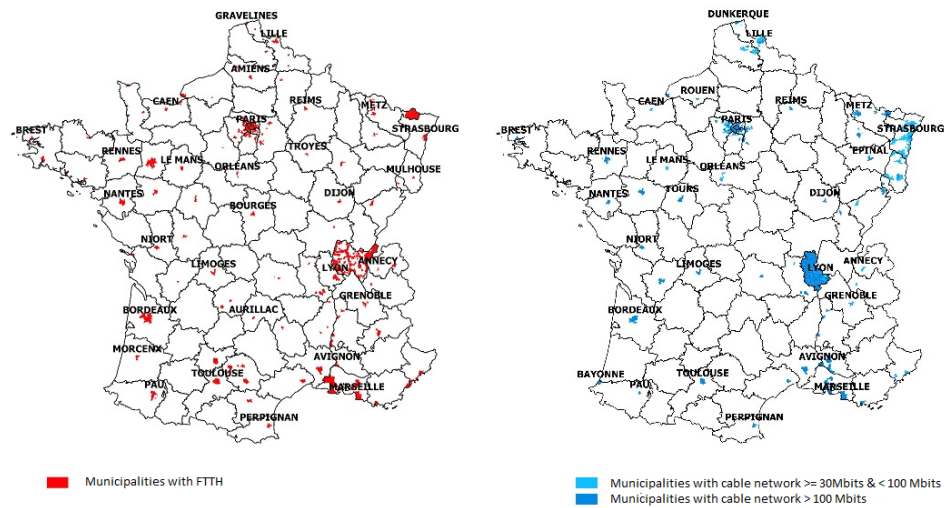 GRAVELINES
LILLE
AMIENS
CAEN
REIMS
METZ
PARIS
STRASBOURG
BREST
RENNES
LE MANS
TROYES
ORLEANS
MULHOUSE
NANTES
DIJON
BOURGES
NIORT
LIMOGES
LYON
ANNECY
GRENOBLE
BORDEAUX
AURILLAC
MORCENX
AVIGNON
TOULOUSE
PAU
MARSEILLE
PERPIGNAN
Municipalities with FTTH
DUNKERQUE
LILLE
ROUEN
CAEN
REIMS
METZ
PARIS
STRASBOURG
BREST
RENNES
EPINAL
LE MANS
ORLEANS
NANTES
TOURS
DIJON
NIORT
LIMOGES
LYON
ANNECY
GRENOBLE
BORDEAUX
AVIGNON
BAYONNE
PAU
TOULOUSE
MARSEILLE
PERPIGNAN
Municipalities with cable network >= 30Mbits & < 100 Mbits
Municipalities with cable network > 100 Mbits